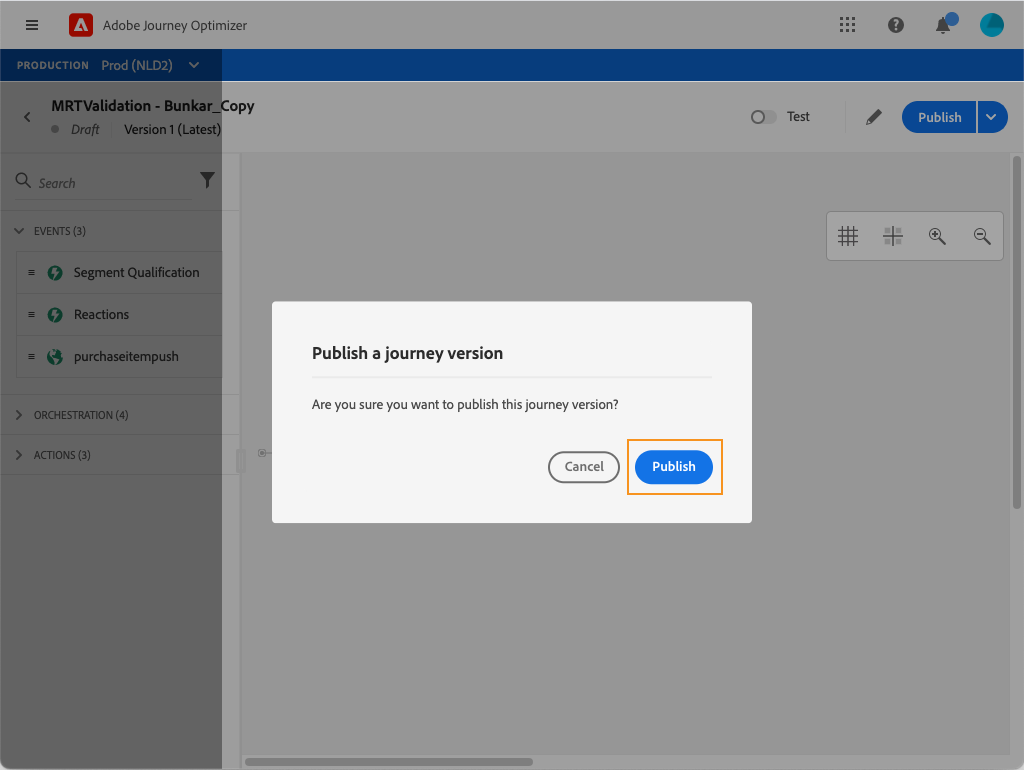 Adobe Journey Optimizer
PRODUCTION Prod (NLD2)
MRTValidation - Bunkar_Copy
Draft Version 1 (Latest)
Test
Publish
Search
EVENTS (3)
Segment Qualification
Reactions
purchaseitempush
ORCHESTRATION (4)
ACTIONS (3)
Publish a journey version
Are you sure you want to publish this journey version?
Cancel Publish